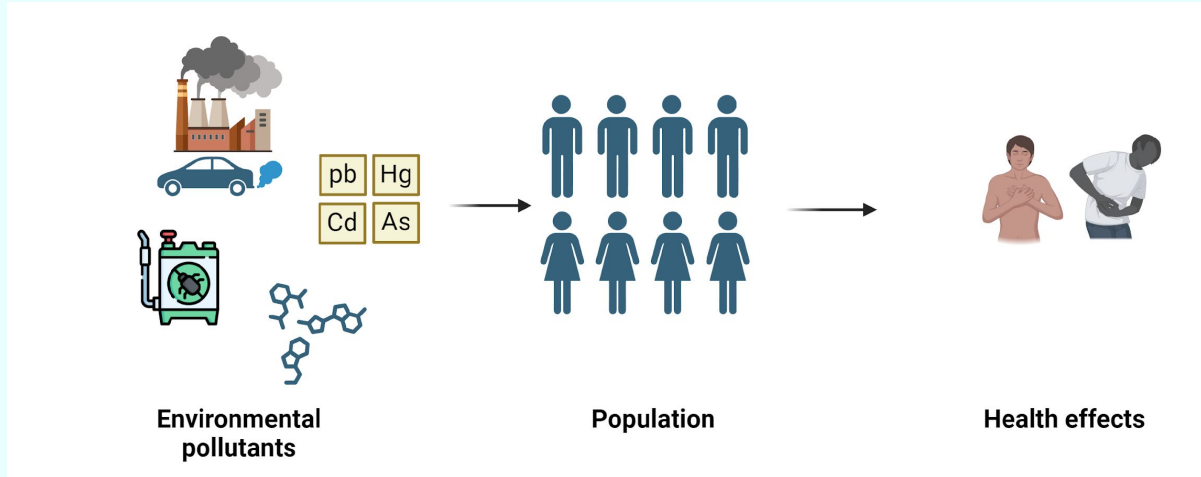 pb Hg
Cd As
Environmental
pollutants
Population
Health effects